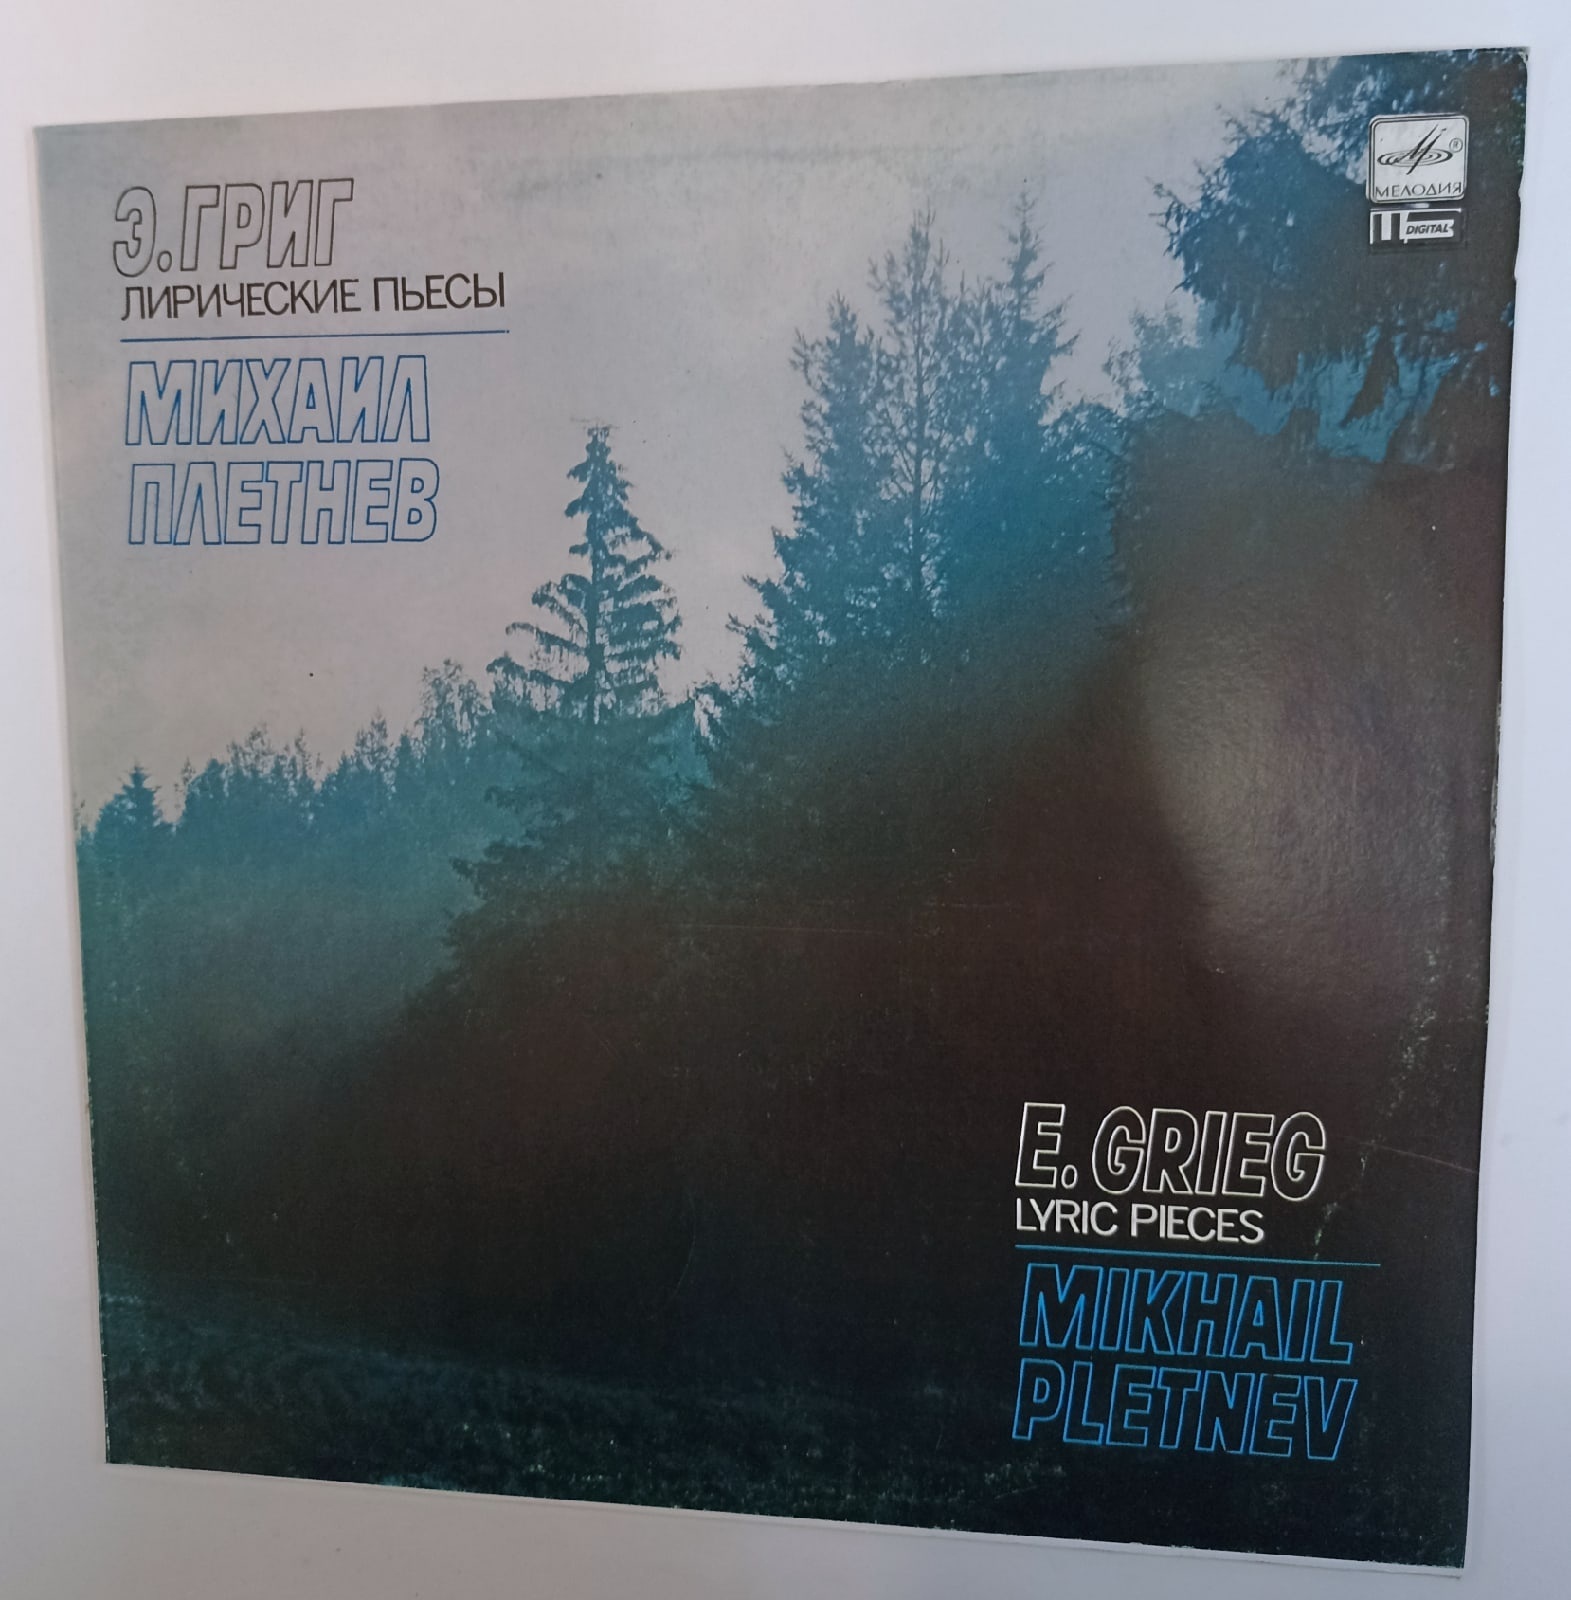 Э.ГРИГ
ЛИРИЧЕСКИЕ ПЬЕСЫ
МИХАИЛ
ПЛЕТНЕВ
®
МЕЛОДИЯ
DIGITAL
E. GRIEG
LYRIC PIECES
MIKHAIL
PLETNEV